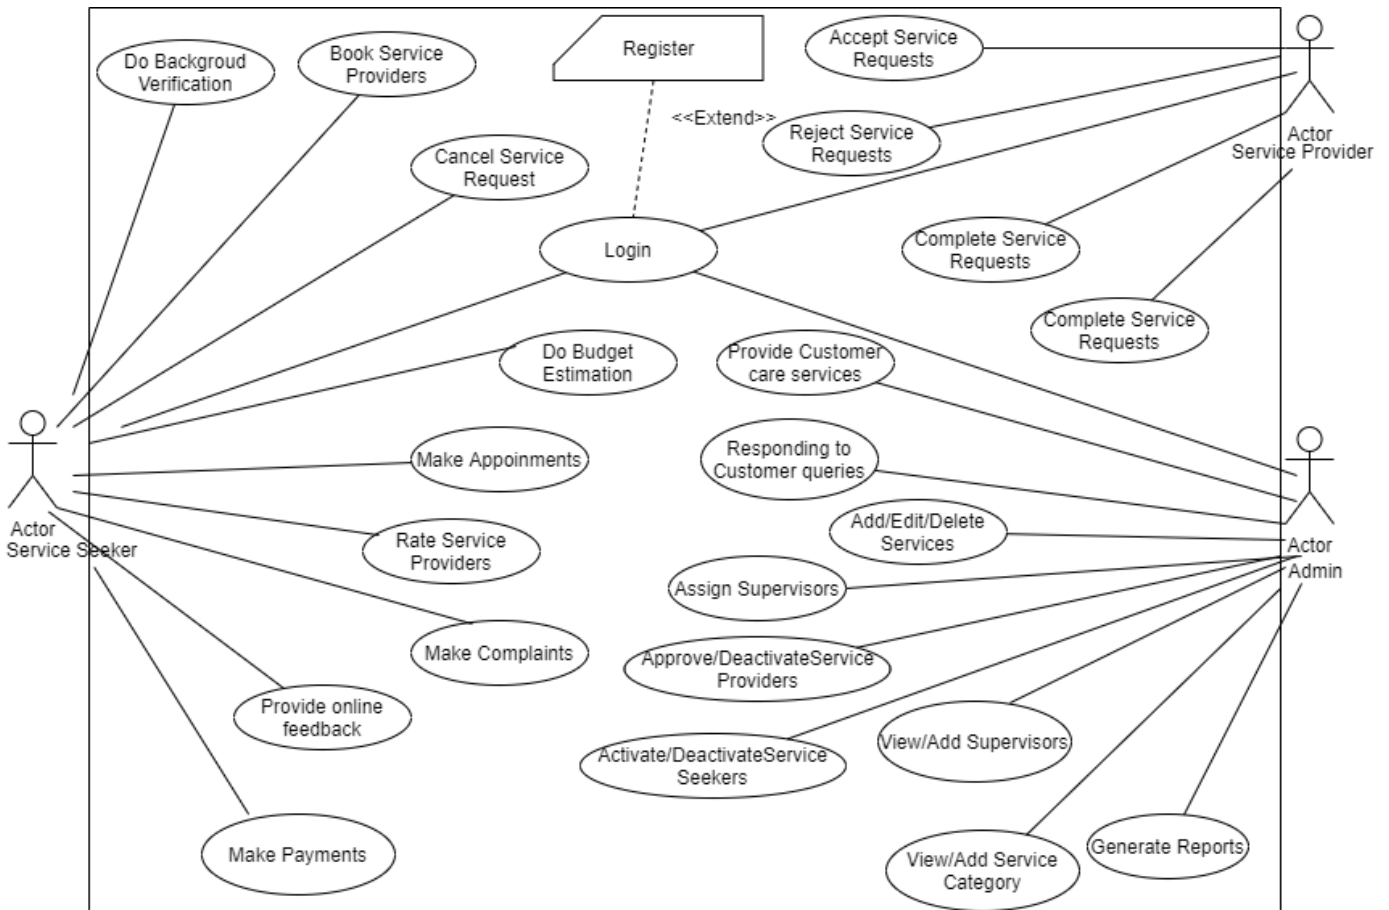 Do Backgroud
Verification
Book Service
Providers
Register
Accept Service
Requests
<<Extend>>
Reject Service
Requests
Actor
Service Provider
Cancel Service
Request
Login
Complete Service
Requests
Complete Service
Requests
Do Budget
Estimation
Provide Customer
care services
Make Appoinments
Responding to
Customer queries
Actor
Service Seeker
Rate Service
Providers
Add/Edit/Delete
Services
Actor
Admin
Assign Supervisors
Make Complaints
Approve/DeactivateService
Providers
Provide online
feedback
Activate/DeactivateService
Seekers
View/Add Supervisors
Make Payments
View/Add Service
Category
Generate Reports